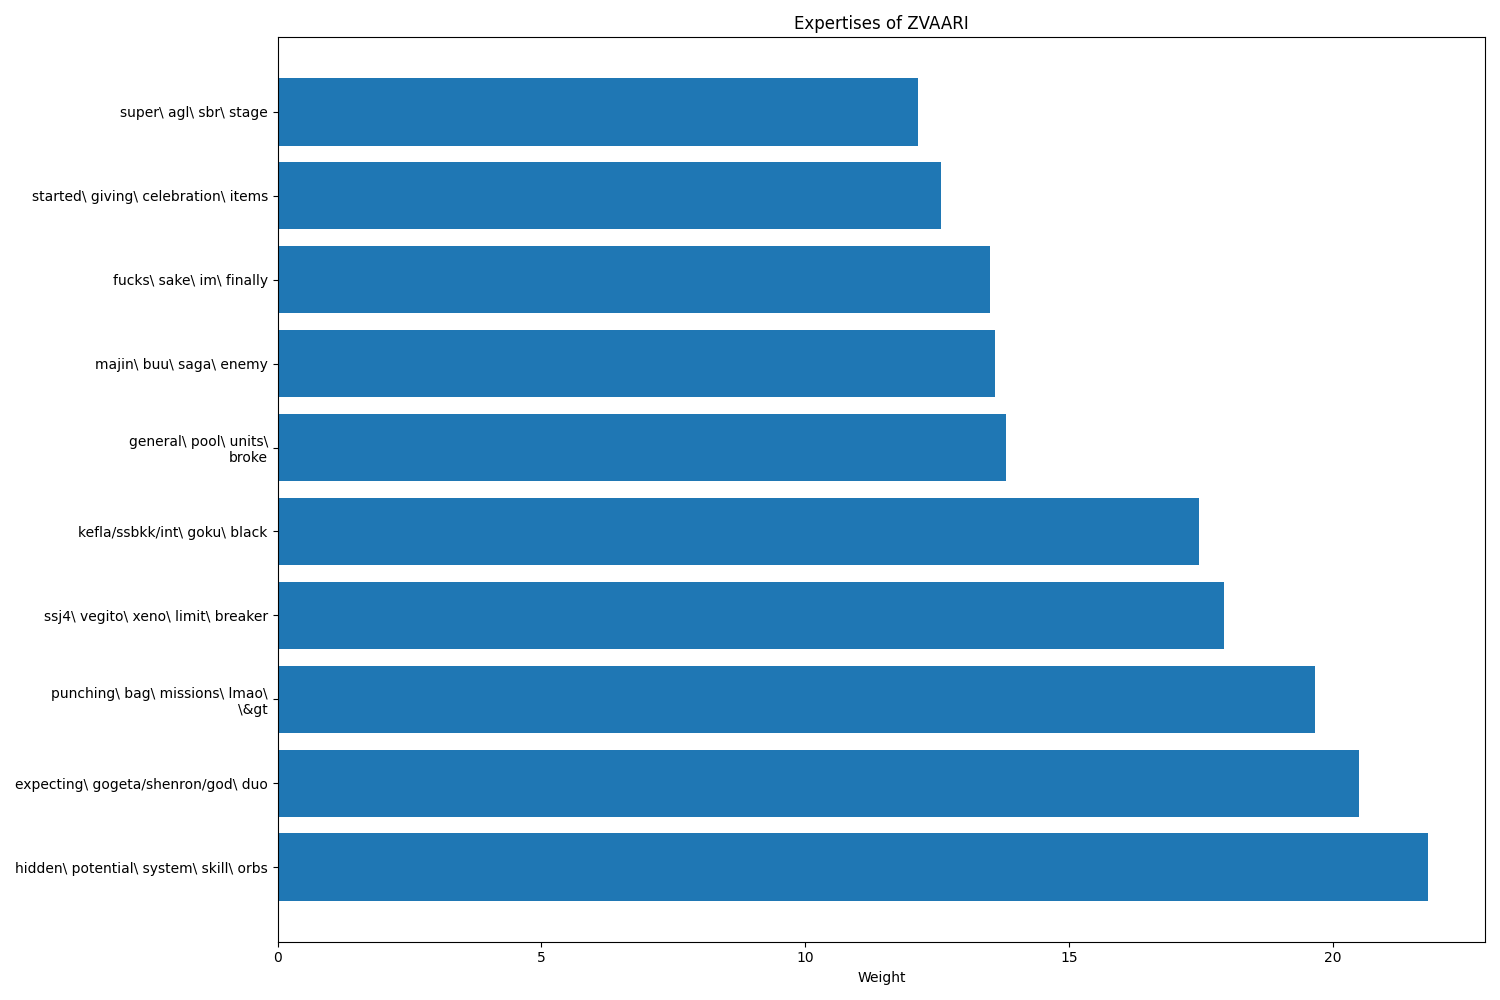 Expertises of ZVAARI
super\ agl\ sbr\ stage
started\ giving\ celebration\ items
fucks\ sake\ im\ finally
majin\ buu\ saga\ enemy
general\ pool\ units\
broke
kefla/ssbkk/int\ goku\ black
ssj4\ vegito\ xeno\ limit\ breaker
punching\ bag\ missions\ lmao\
\&gt
expecting\ gogeta/shenron/god\ duo
hidden\ potential\ system\ skill\ orbs
0 5 10 15 20
Weight